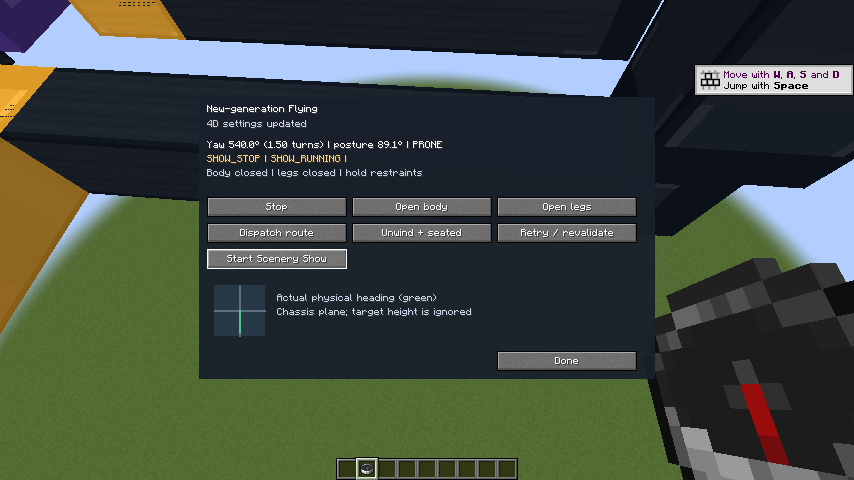 Move with W, A, S and D
Jump with Space
New-generation Flying
4D settings updated
Yaw 540.0° (1.50 turns) | posture 89.1° | PRONE
SHOW_STOP | SHOW_RUNNING |
Body closed | legs closed | hold restraints
Stop
Open body
Open legs
Dispatch route
Unwind + seated
Retry / revalidate
Start Scenery Show
Actual physical heading (green)
Chassis plane; target height is ignored
Done